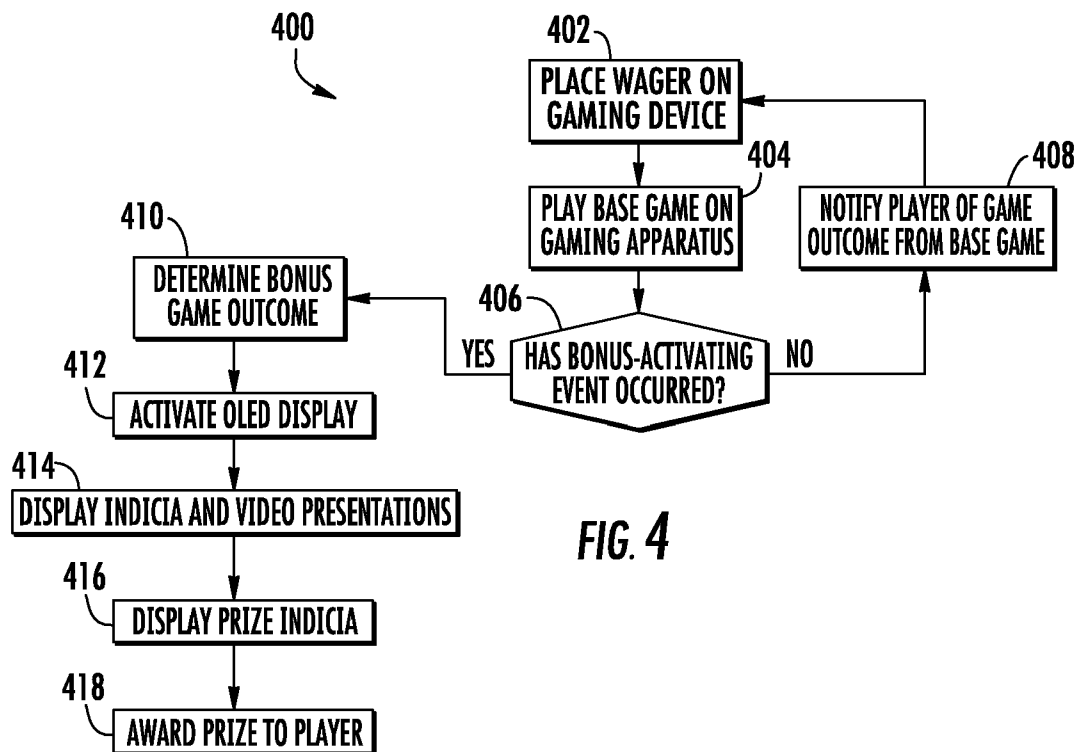 400
402
PLACE WAGER ON
GAMING DEVICE
404
PLAY BASE GAME ON
GAMING APPARATUS
408
NOTIFY PLAYER OF GAME
OUTCOME FROM BASE GAME
406
HAS BONUS-ACTIVATING
EVENT OCCURRED?
YES
NO
410
DETERMINE BONUS
GAME OUTCOME
412
ACTIVATE OLED DISPLAY
414
DISPLAY INDICIA AND VIDEO PRESENTATIONS
416
DISPLAY PRIZE INDICIA
418
AWARD PRIZE TO PLAYER
FIG. 4